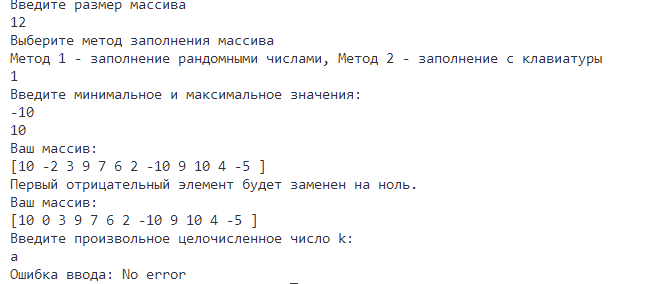 Введите размер массива
12
Выберите метод заполнения массива
Метод 1 - заполнение рандомными числами, Метод 2 - заполнение с клавиатуры
1
Введите минимальное и максимальное значения:
-10
10
Ваш массив:
[10 -2 3 9 7 6 2 -10 9 10 4 -5 ]
Первый отрицательный элемент будет заменен на ноль.
Ваш массив:
[10 0 3 9 7 6 2 -10 9 10 4 -5 ]
Введите произвольное целочисленное число k:
a
Ошибка ввода: No error